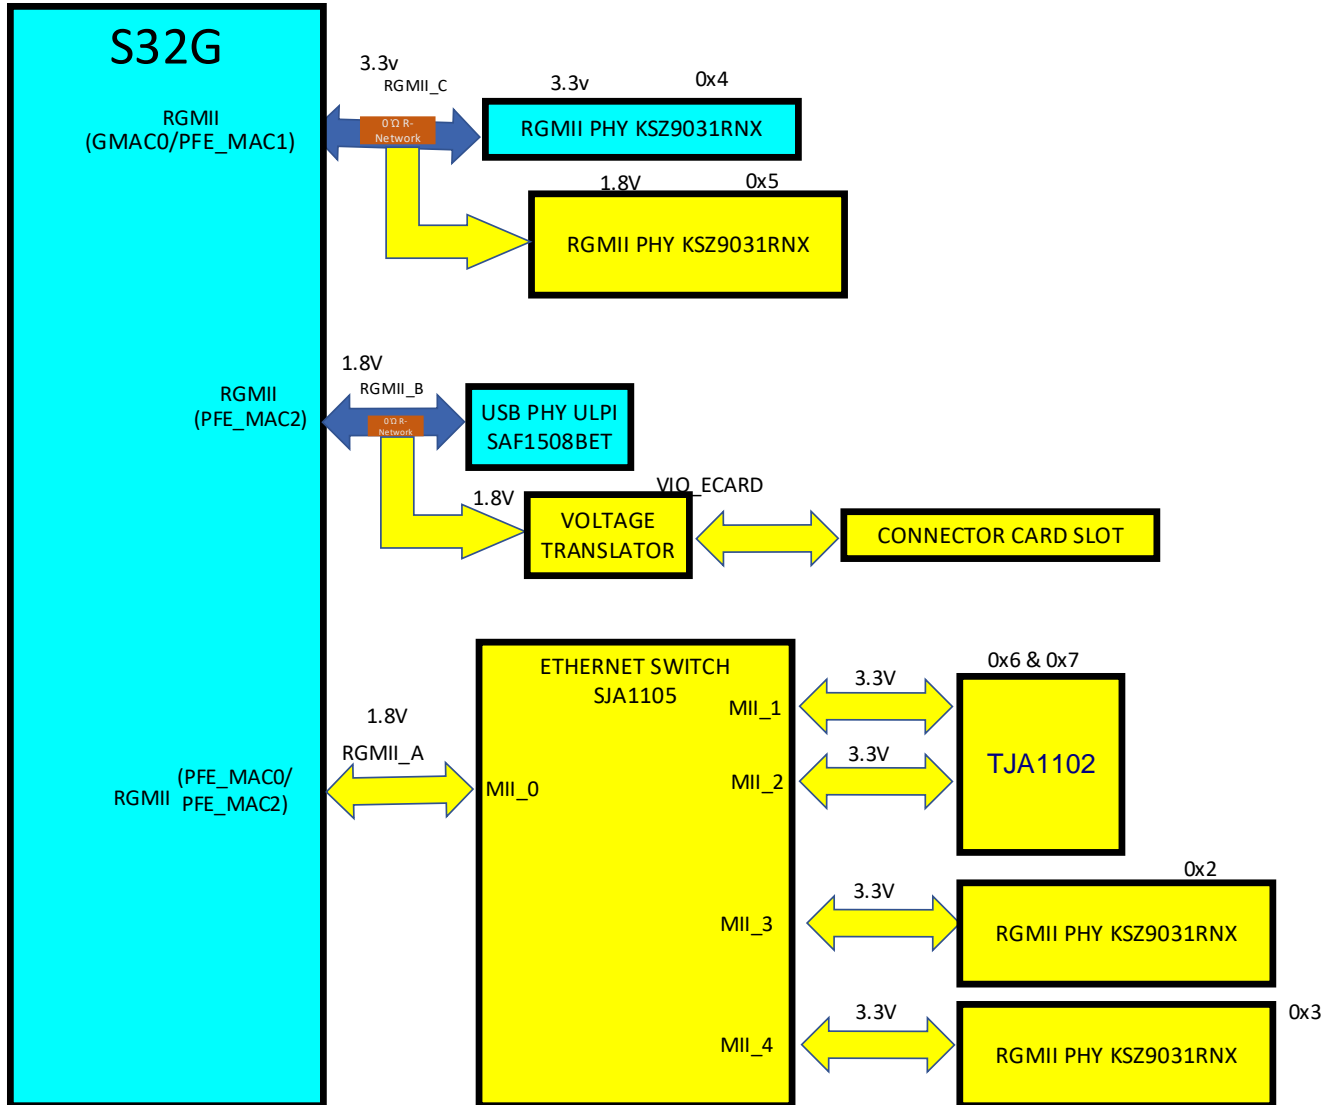 S32G
3.3v
RGMII_C
3.3v
0x4
RGMII
(GMAC0/PFE_MAC1)
0Ώ R-
Network
RGMII PHY KSZ9031RNX
1.8V
0x5
RGMII PHY KSZ9031RNX
1.8V
RGMII_B
RGMII
(PFE_MAC2)
0Ώ R-
Network
USB PHY ULPI
SAF1508BET
1.8V
VIO_ECARD
VOLTAGE
TRANSLATOR
CONNECTOR CARD SLOT
ETHERNET SWITCH
SJA1105
MII_1
3.3V
0x6 & 0x7
1.8V
RGMII_A
MII_2
3.3V
TJA1102
RGMII
(PFE_MAC0/
PFE_MAC2)
MII_0
0x2
MII_3
3.3V
RGMII PHY KSZ9031RNX
0x3
MII_4
3.3V
RGMII PHY KSZ9031RNX